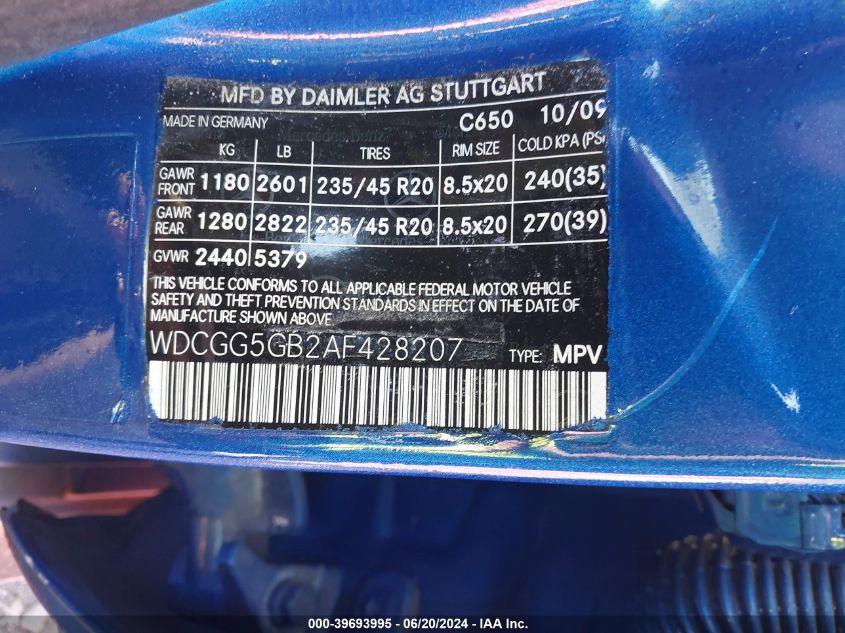 MFD BY DAIMLER AG STUTTGART
MADE IN GERMANY C650 10/09
KG LB TIRES RIM SIZE COLD KPA (PSI
GAWR FRONT 1180 2601 235/45 R20 8.5x20 240(35)
GAWR REAR 1280 2822 235/45 R20 8.5x20 270(39)
GVWR 2440 5379
THIS VEHICLE CONFORMS TO ALL APPLICABLE FEDERAL MOTOR VEHICLE
SAFETY AND THEFT PREVENTION STANDARDS IN EFFECT ON THE DATE OF
MANUFACTURE SHOWN ABOVE
WDCGG5GB2AF428207 TYPE: MPV
000-39693995 / 06/20/2024 / IAA Inc.